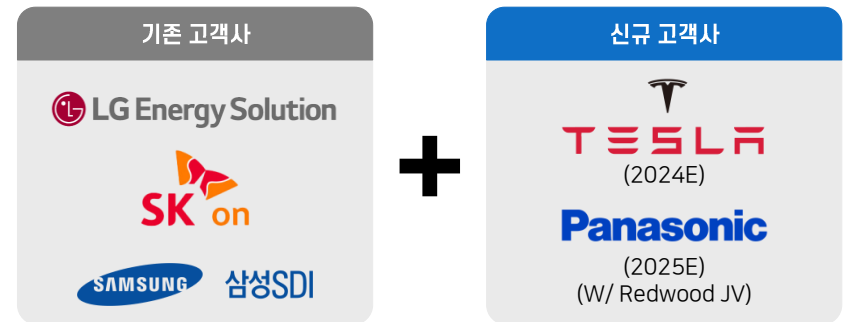 기존 고객사
LG Energy Solution
SK on
SAMSUNG 삼성SDI
+
신규 고객사
TESLA
(2024E)
Panasonic
(2025E)
(W/ Redwood JV)